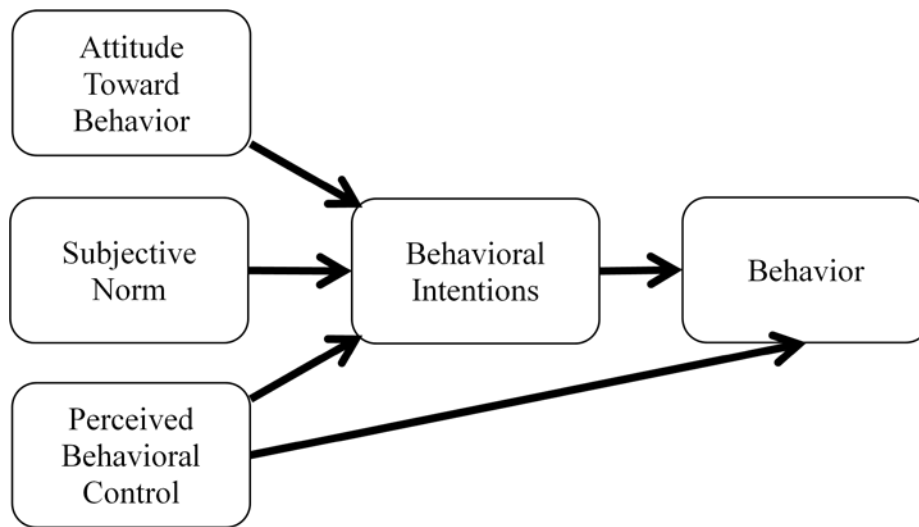 Attitude
Toward
Behavior
Subjective
Norm
Behavioral
Intentions
Behavior
Perceived
Behavioral
Control